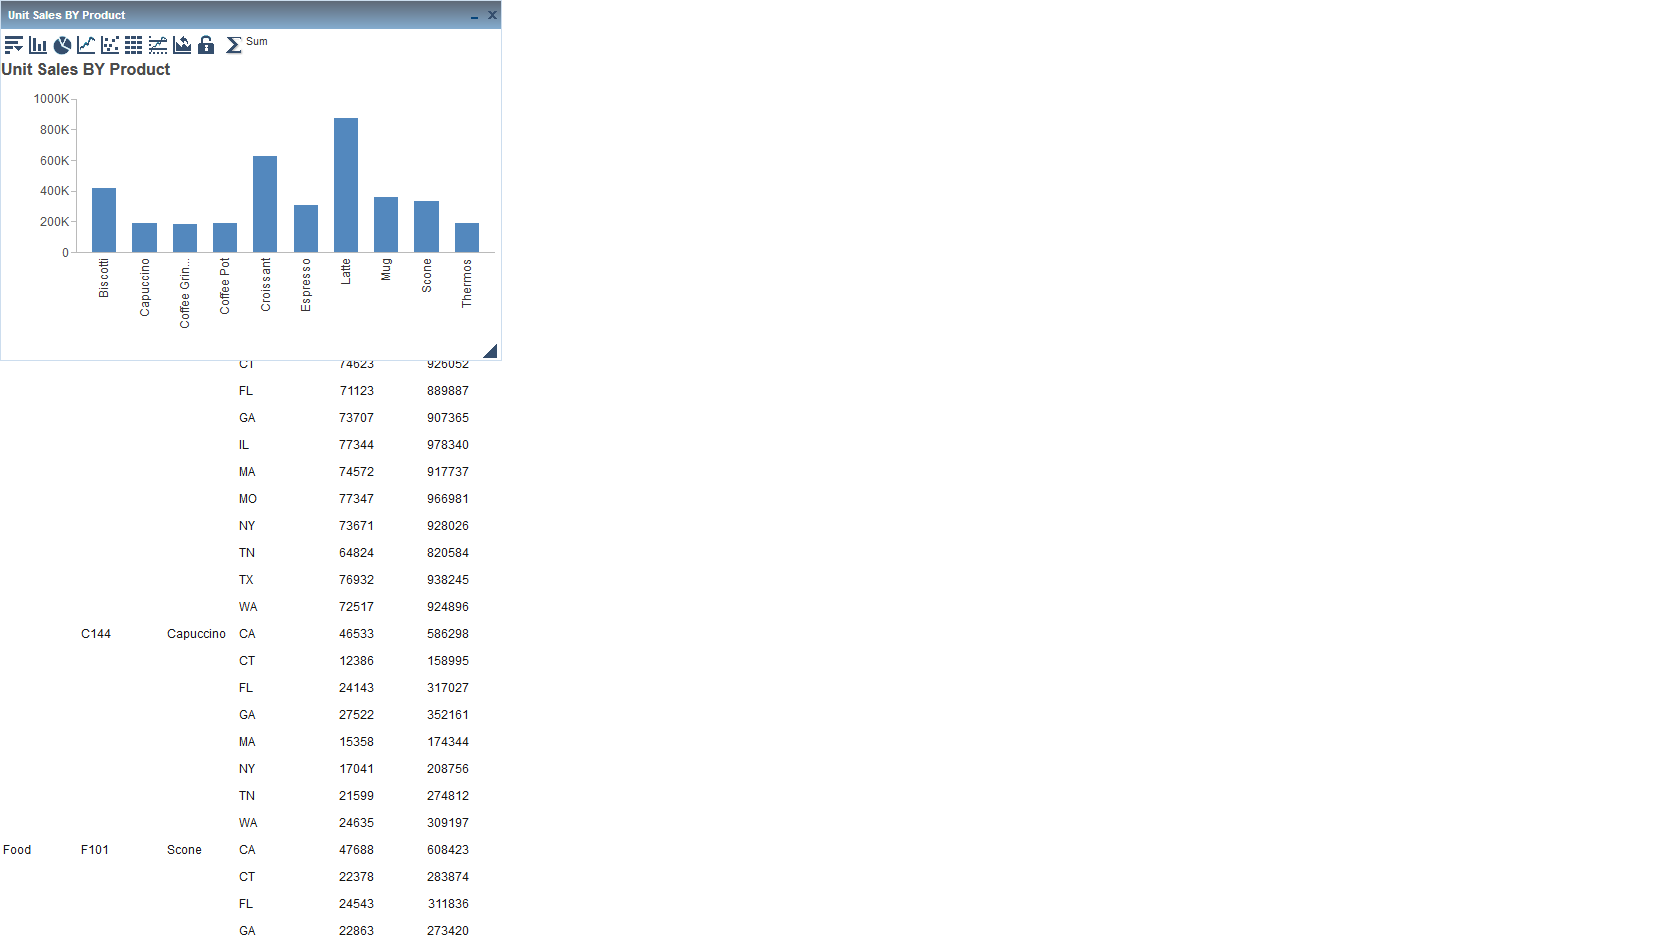 Unit Sales BY Product
Sum
Unit Sales BY Product
1000K
800K
600K
400K
200K
0
Biscotti
Capuccino
Coffee Grin...
Coffee Pot
Croissant
Espresso
Latte
Mug
Scone
Thermos
CT 74623 926052
FL 71123 889887
GA 73707 907365
IL 77344 978340
MA 74572 917737
MO 77347 966981
NY 73671 928026
TN 64824 820584
TX 76932 938245
WA 72517 924896
C144 Capuccino CA 46533 586298
CT 12386 158995
FL 24143 317027
GA 27522 352161
MA 15358 174344
NY 17041 208756
TN 21599 274812
WA 24635 309197
Food F101 Scone CA 47688 608423
CT 22378 283874
FL 24543 311836
GA 22863 273420